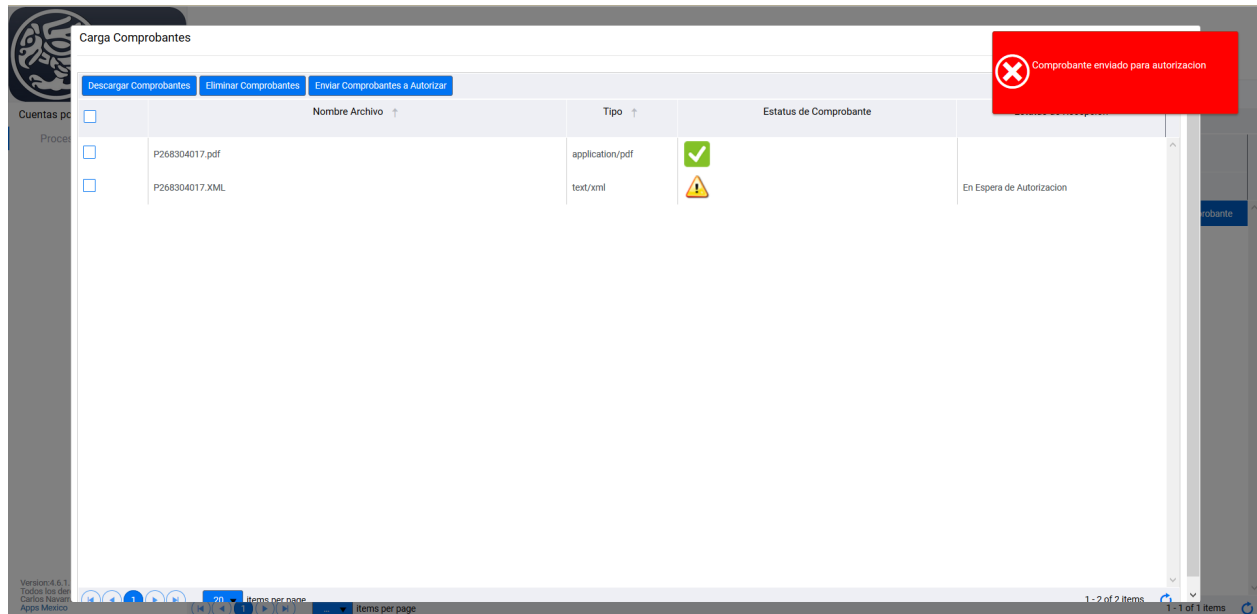 Carga Comprobantes
Comprobante enviado para autorizacion
Descargar Comprobantes Eliminar Comprobantes Enviar Comprobantes a Autorizar
Cuentas po
Nombre Archivo ↑ Tipo ↑ Estatus de Comprobante
Proces
P268304017.pdf application/pdf
P268304017.XML text/xml En Espera de Autorizacion
robante
Version:4.6.1.
Todos los der
Carlos Navarr
Apps Mexico
1 20 items per page 1 - 2 of 2 items
1 ... items per page 1 - 1 of 1 items